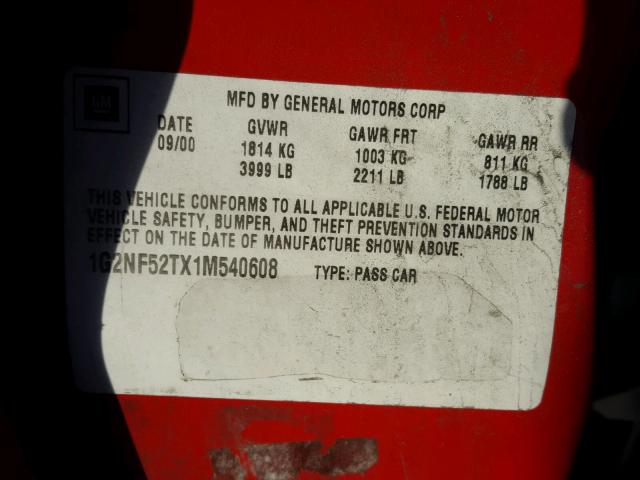 GM
MFD BY GENERAL MOTORS CORP
DATE GVWR GAWR FRT GAWR RR
09/00 1814 KG 1003 KG 811 KG
3999 LB 2211 LB 1788 LB
THIS VEHICLE CONFORMS TO ALL APPLICABLE U.S. FEDERAL MOTOR
VEHICLE SAFETY, BUMPER, AND THEFT PREVENTION STANDARDS IN
EFFECT ON THE DATE OF MANUFACTURE SHOWN ABOVE.
1G2NF52TX1M540608 TYPE: PASS CAR